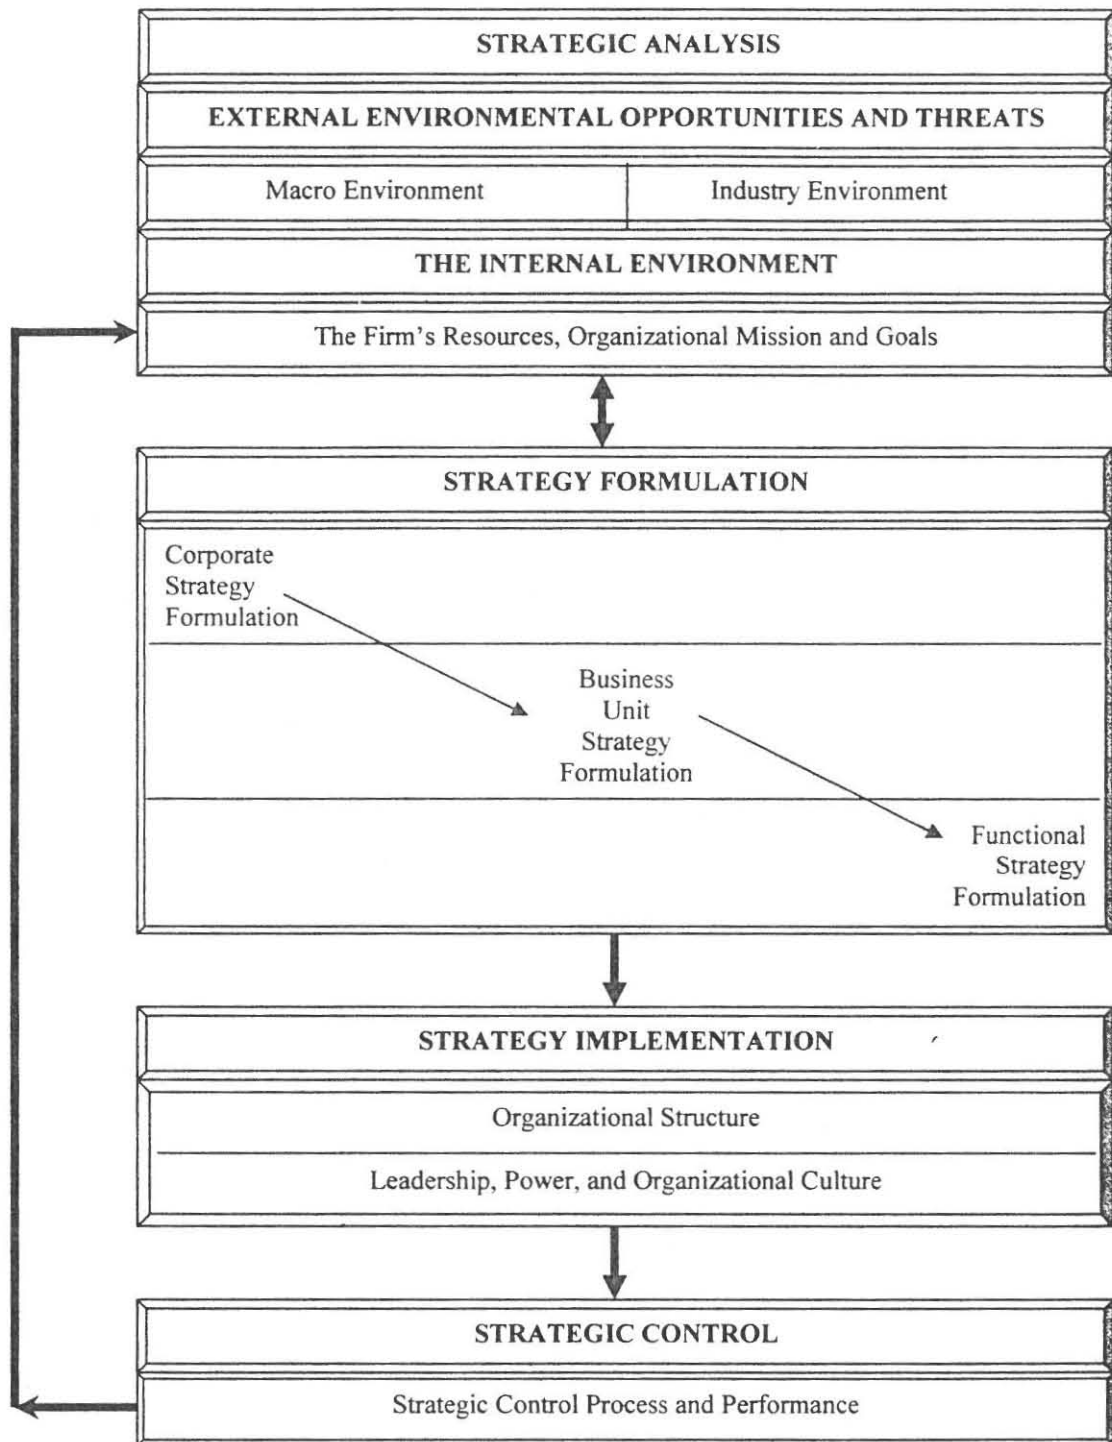 STRATEGIC ANALYSIS
EXTERNAL ENVIRONMENTAL OPPORTUNITIES AND THREATS
Macro Environment
Industry Environment
THE INTERNAL ENVIRONMENT
The Firm's Resources, Organizational Mission and Goals
STRATEGY FORMULATION
Corporate
Strategy
Formulation
Business
Unit
Strategy
Formulation
Functional
Strategy
Formulation
STRATEGY IMPLEMENTATION
Organizational Structure
Leadership, Power, and Organizational Culture
STRATEGIC CONTROL
Strategic Control Process and Performance